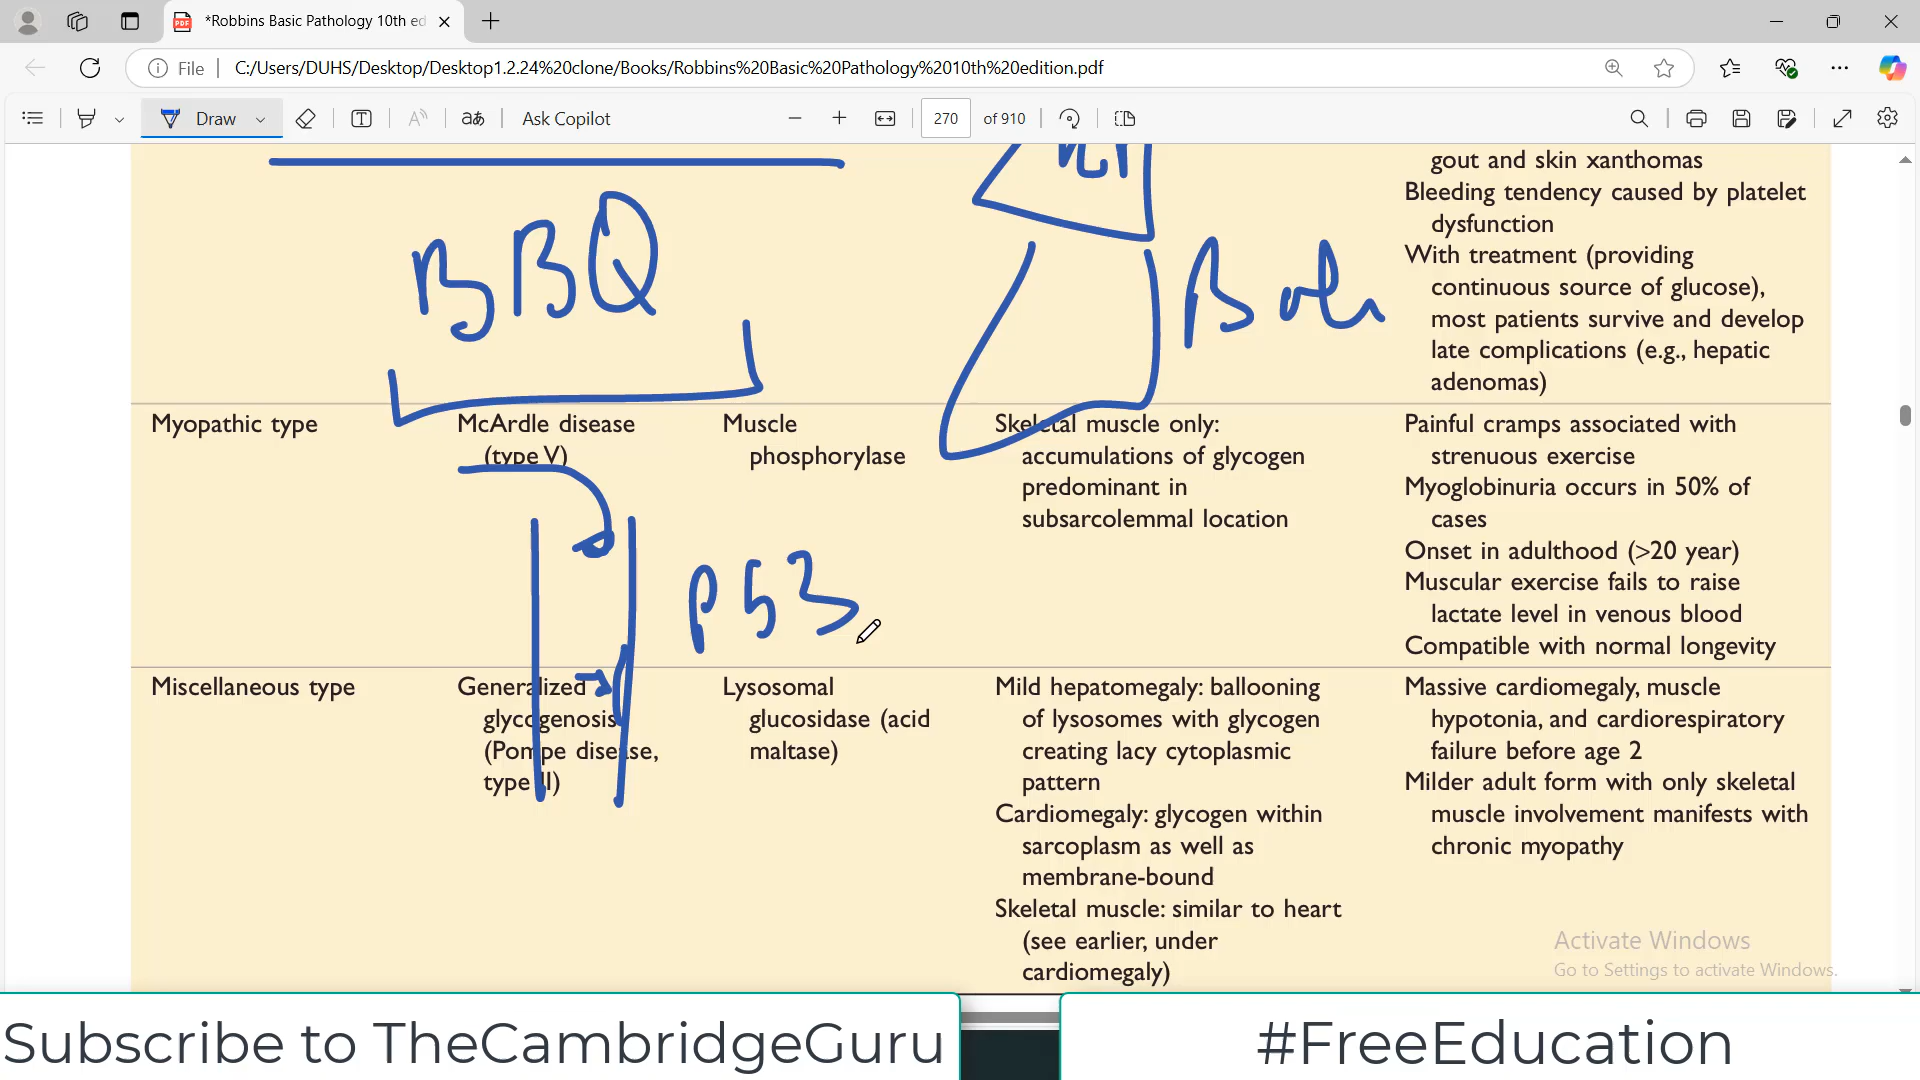 *Robbins Basic Pathology 10th ed
File
C:/Users/DUHS/Desktop/Desktop1.2.24%20clone/Books/Robbins%20Basic%20Pathology%2010th%20edition.pdf
Draw
Ask Copilot
270 of 910
gout and skin xanthomas
Bleeding tendency caused by platelet
dysfunction
With treatment (providing
continuous source of glucose),
most patients survive and develop
late complications (e.g., hepatic
adenomas)
BBQ
Myopathic type
McArdle disease
(type V)
Muscle
phosphorylase
Skeletal muscle only:
accumulations of glycogen
predominant in
subsarcolemmal location
Painful cramps associated with
strenuous exercise
Myoglobinuria occurs in 50% of
cases
Onset in adulthood (>20 year)
Muscular exercise fails to raise
lactate level in venous blood
Compatible with normal longevity
P53
Miscellaneous type
Generalized
glycogenosis
(Pompe disease,
type II)
Lysosomal
glucosidase (acid
maltase)
Mild hepatomegaly: ballooning
of lysosomes with glycogen
creating lacy cytoplasmic
pattern
Cardiomegaly: glycogen within
sarcoplasm as well as
membrane-bound
Skeletal muscle: similar to heart
(see earlier, under
cardiomegaly)
Massive cardiomegaly, muscle
hypotonia, and cardiorespiratory
failure before age 2
Milder adult form with only skeletal
muscle involvement manifests with
chronic myopathy
Activate Windows
Go to Settings to activate Windows.
Subscribe to TheCambridgeGuru
#FreeEducation